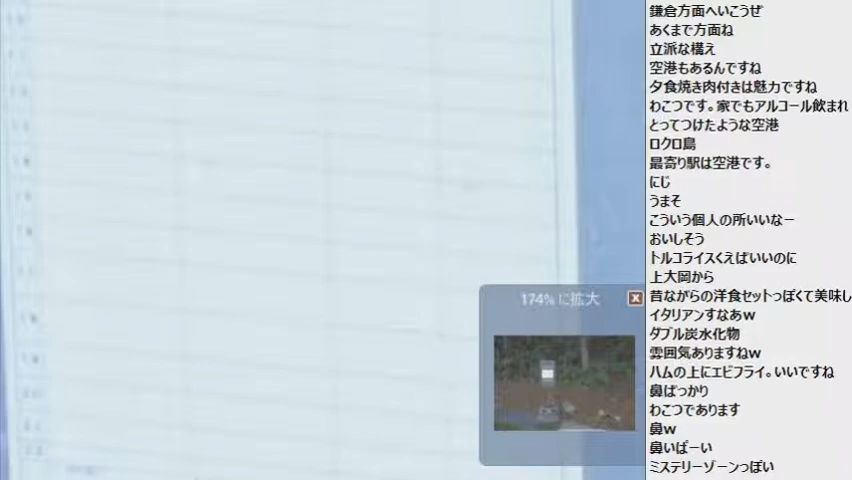 鎌倉方面へいこうぜ
あくまで方面ね
立派な構え
空港もあるんですね
夕食焼き肉付きは魅力ですね
わこつです。家でもアルコール飲まれ
とってつけたような空港
ロクロ島
最寄り駅は空港です。
にじ
うまそ
こういう個人の所いいなー
おいしそう
トルコライスくえばいいのに
上大岡から
昔ながらの洋食セットっぽくて美味し
イタリアンすなあw
ダブル炭水化物
雰囲気ありますねw
ハムの上にエビフライ。いいですね
鼻ばっかり
わこつであります
鼻w
鼻いぱーい
ミステリーゾーンっぽい
174% に拡大